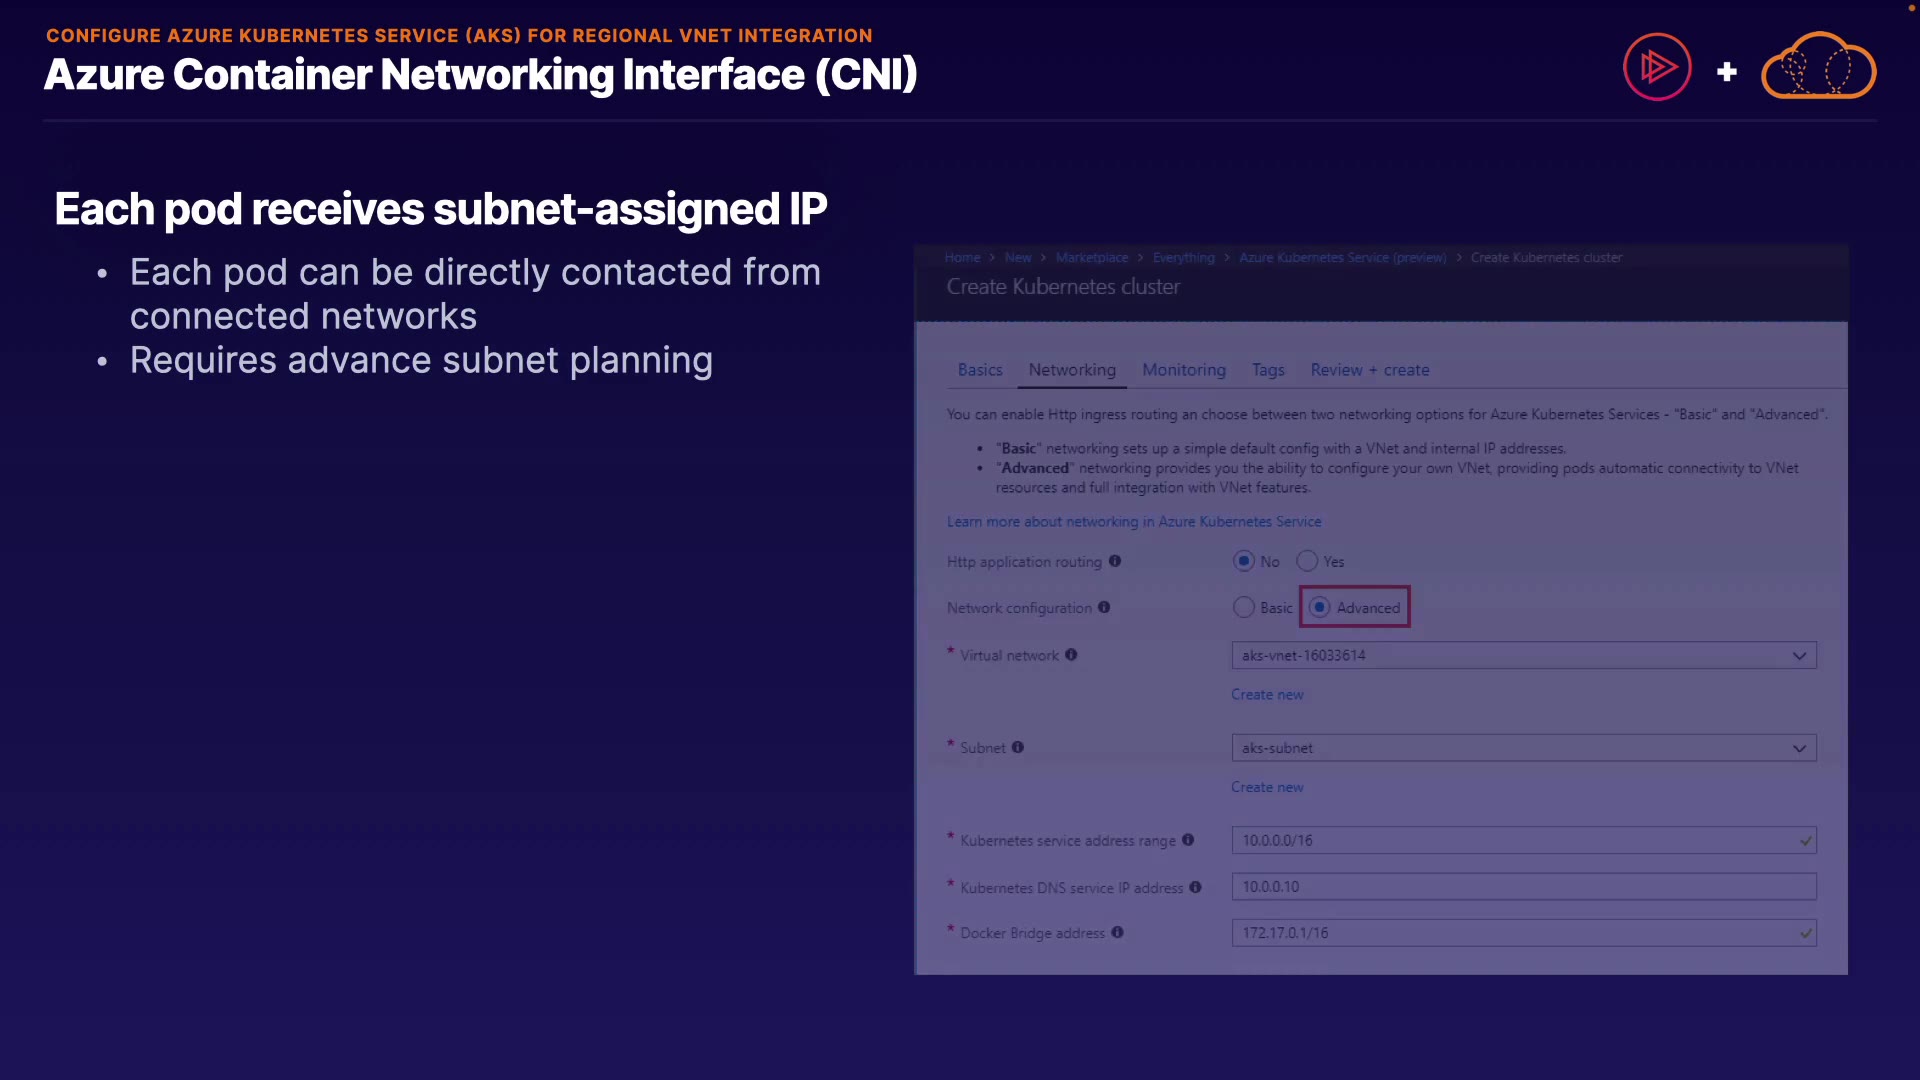 CONFIGURE AZURE KUBERNETES SERVICE (AKS) FOR REGIONAL VNET INTEGRATION
Azure Container Networking Interface (CNI)
+
Each pod receives subnet-assigned IP
• Each pod can be directly contacted from
connected networks
• Requires advance subnet planning
Home > New > Marketplace > Everything > Azure Kubernetes Service (preview) > Create Kubernetes cluster
Create Kubernetes cluster
Basics Networking Monitoring Tags Review + create
You can enable Http ingress routing an choose between two networking options for Azure Kubernetes Services - "Basic" and "Advanced".
• "Basic" networking sets up a simple default config with a VNet and internal IP addresses.
• "Advanced" networking provides you the ability to configure your own VNet, providing pods automatic connectivity to VNet
resources and full integration with VNet features.
Learn more about networking in Azure Kubernetes Service
Http application routing No Yes
Network configuration Basic Advanced
* Virtual network aks-vnet-16033614
Create new
* Subnet aks-subnet
Create new
* Kubernetes service address range 10.0.0.0/16
* Kubernetes DNS service IP address 10.0.0.10
* Docker Bridge address 172.17.0.1/16